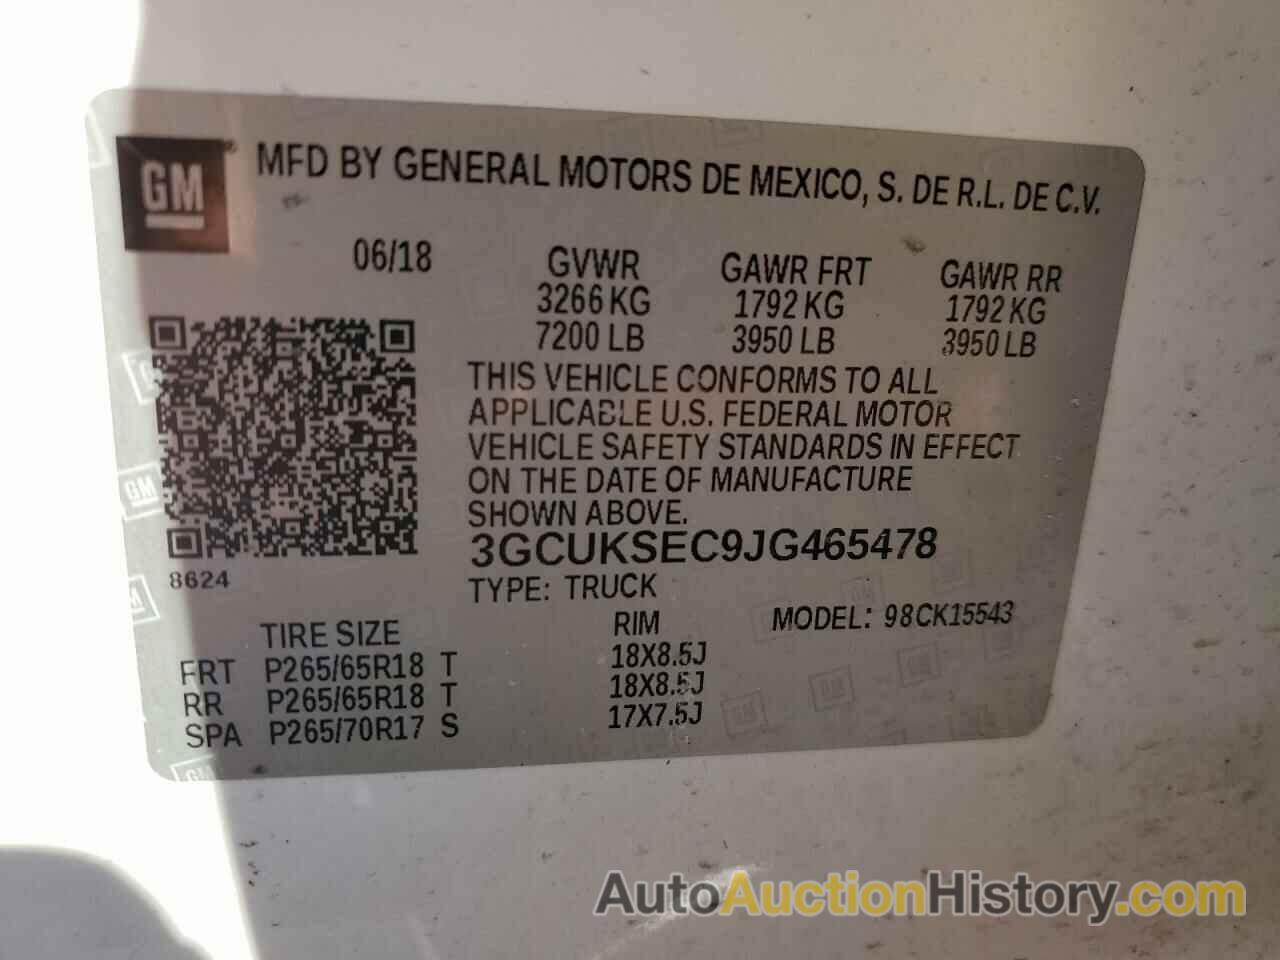 GM ® MFD BY GENERAL MOTORS DE MEXICO, S. DE R.L. DE C.V.
06/18 GVWR GAWR FRT GAWR RR
3266 KG 1792 KG 1792 KG
7200 LB 3950 LB 3950 LB
THIS VEHICLE CONFORMS TO ALL
APPLICABLE U.S. FEDERAL MOTOR
VEHICLE SAFETY STANDARDS IN EFFECT
ON THE DATE OF MANUFACTURE
SHOWN ABOVE.
3GCUKSEC9JG465478
8624
TYPE: TRUCK
TIRE SIZE RIM MODEL: 98CK15543
FRT P265/65R18 T 18X8.5J
RR P265/65R18 T 18X8.5J
SPA P265/70R17 S 17X7.5J
GM
GM
GM
AutoAuctionHistory.com